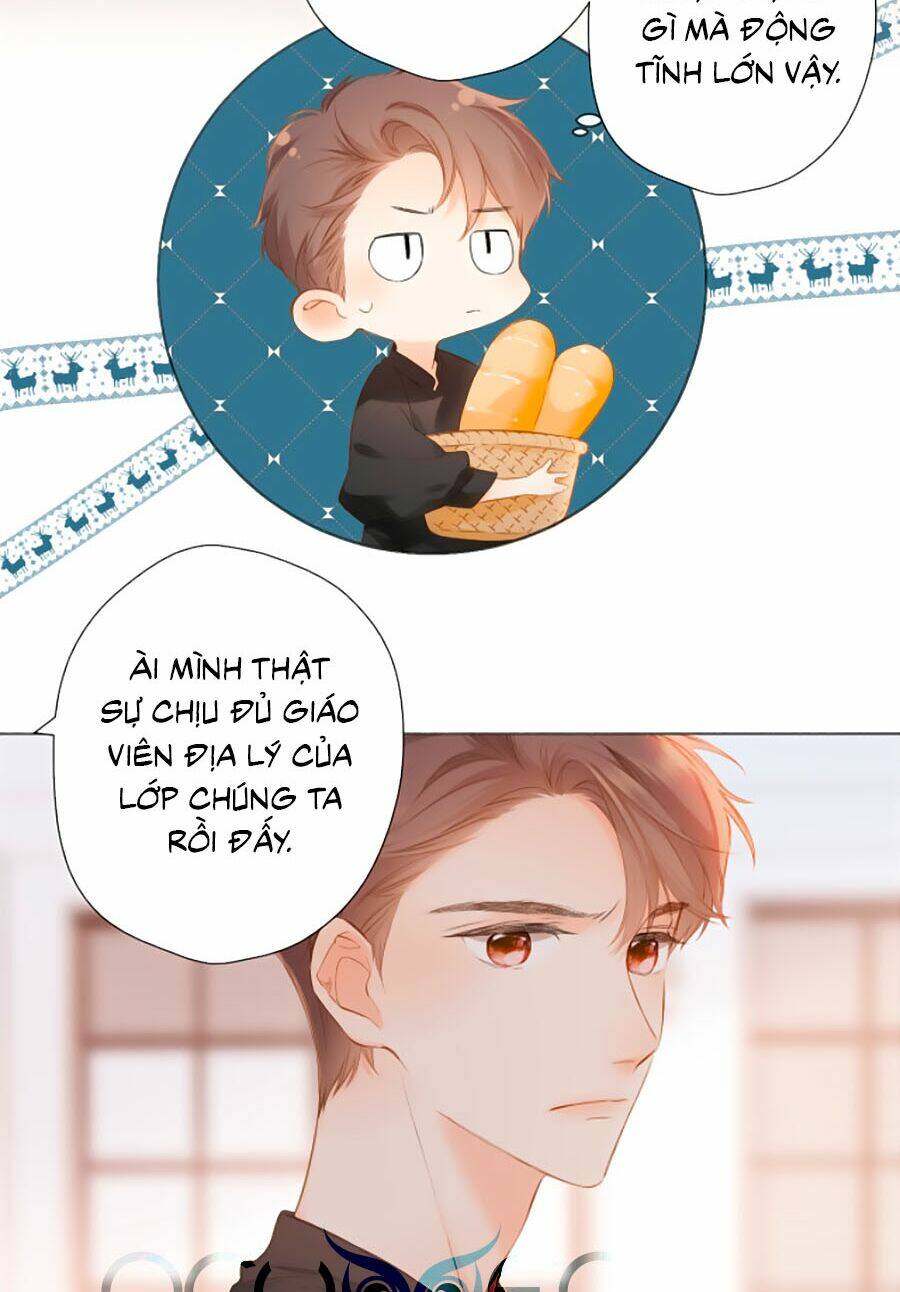 GÌ MÀ ĐỘNG
TĨNH LỚN VẬY.
ÀI MÌNH THẬT
SỰ CHỊU ĐỦ GIÁO
VIÊN ĐỊA LÝ CỦA
LỚP CHÚNG TA
RỒI ĐẤY.